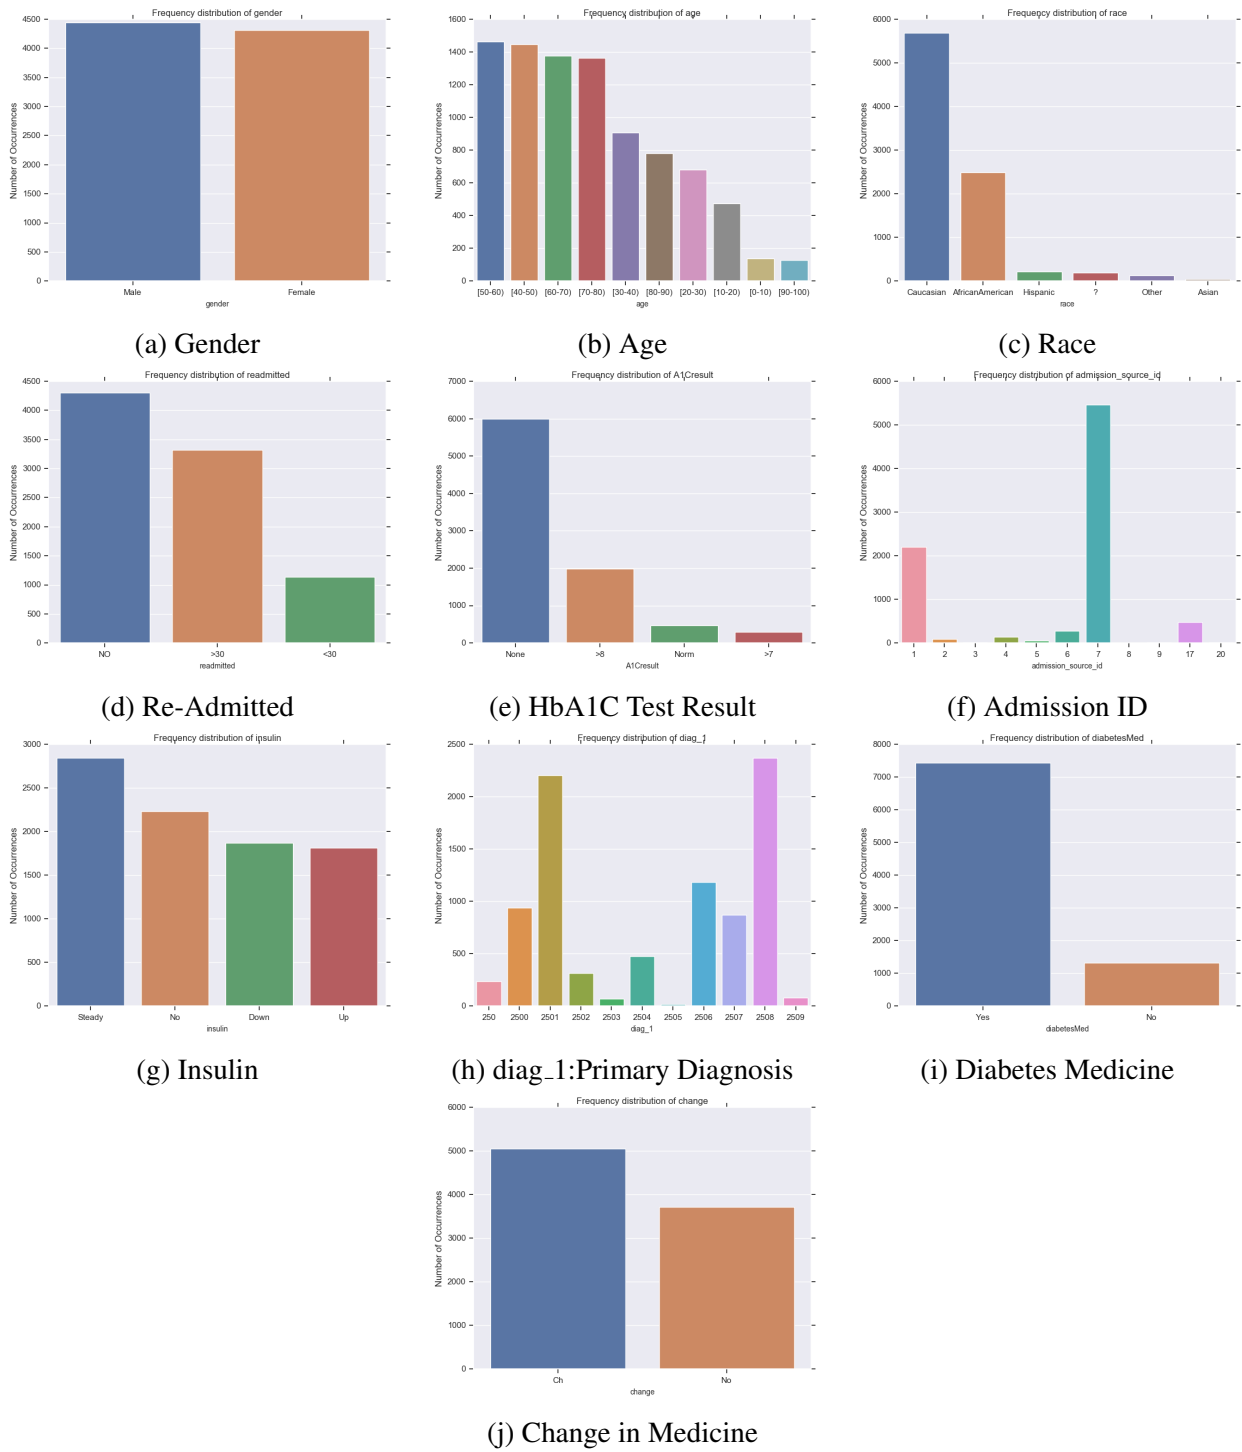 Frequency distribution of gender
Number of Occurrences
4500
4000
3500
3000
2500
2000
1500
1000
500
0
Male Female
gender
(a) Gender
Frequency distribution of age
Number of Occurrences
1600
1400
1200
1000
800
600
400
200
0
[50-60) [40-50) [60-70) [70-80) [30-40) [80-90) [20-30) [10-20) [0-10) [90-100)
age
(b) Age
Frequency distribution of race
Number of Occurrences
6000
5000
4000
3000
2000
1000
0
Caucasian AfricanAmerican Hispanic ? Other Asian
race
(c) Race
Frequency distribution of readmitted
Number of Occurrences
4500
4000
3500
3000
2500
2000
1500
1000
500
0
NO >30 <30
readmitted
(d) Re-Admitted
Frequency distribution of A1Cresult
Number of Occurrences
7000
6000
5000
4000
3000
2000
1000
0
None >8 Norm >7
A1Cresult
(e) HbA1C Test Result
Frequency distribution of admission_source_id
Number of Occurrences
6000
5000
4000
3000
2000
1000
0
1 2 3 4 5 6 7 8 9 17 20
admission_source_id
(f) Admission ID
Frequency distribution of insulin
Number of Occurrences
3000
2500
2000
1500
1000
500
0
Steady No Down Up
insulin
(g) Insulin
Frequency distribution of diag_1
Number of Occurrences
2500
2000
1500
1000
500
0
250 2500 2501 2502 2503 2504 2505 2506 2507 2508 2509
diag_1
(h) diag_1:Primary Diagnosis
Frequency distribution of diabetesMed
Number of Occurrences
8000
7000
6000
5000
4000
3000
2000
1000
0
Yes No
diabetesMed
(i) Diabetes Medicine
Frequency distribution of change
Number of Occurrences
6000
5000
4000
3000
2000
1000
0
Ch No
change
(j) Change in Medicine